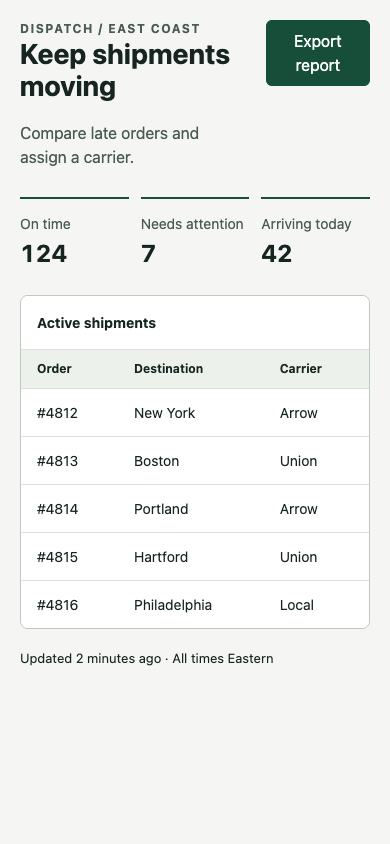 DISPATCH / EAST COAST
Keep shipments
moving
Export
report
Compare late orders and
assign a carrier.
On time
124
Needs attention
7
Arriving today
42
Active shipments
Order Destination Carrier
#4812 New York Arrow
#4813 Boston Union
#4814 Portland Arrow
#4815 Hartford Union
#4816 Philadelphia Local
Updated 2 minutes ago · All times Eastern